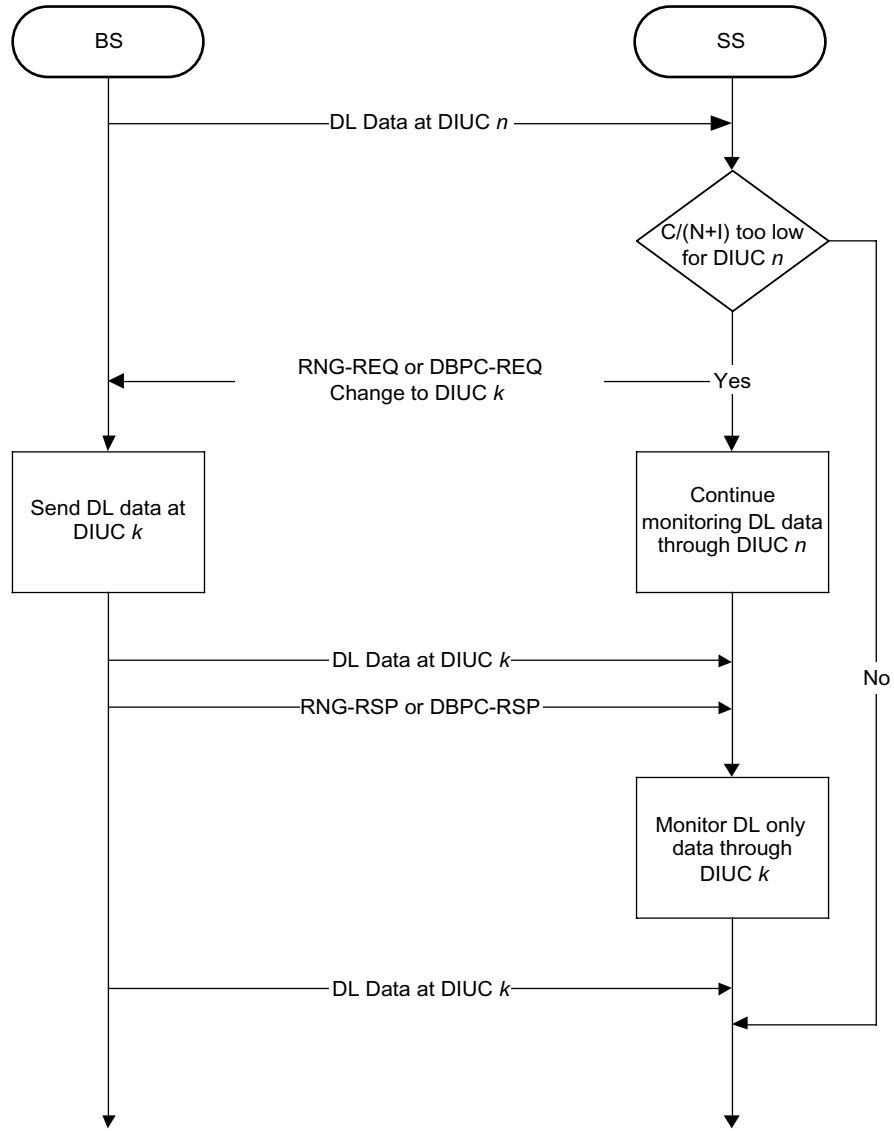 BS
SS
DL Data at DIUC n
C/(N+I) too low
for DIUC n
RNG-REQ or DBPC-REQ
Change to DIUC k
Yes
Send DL data at
DIUC k
Continue
monitoring DL data
through DIUC n
DL Data at DIUC k
No
RNG-RSP or DBPC-RSP
Monitor DL only
data through
DIUC k
DL Data at DIUC k